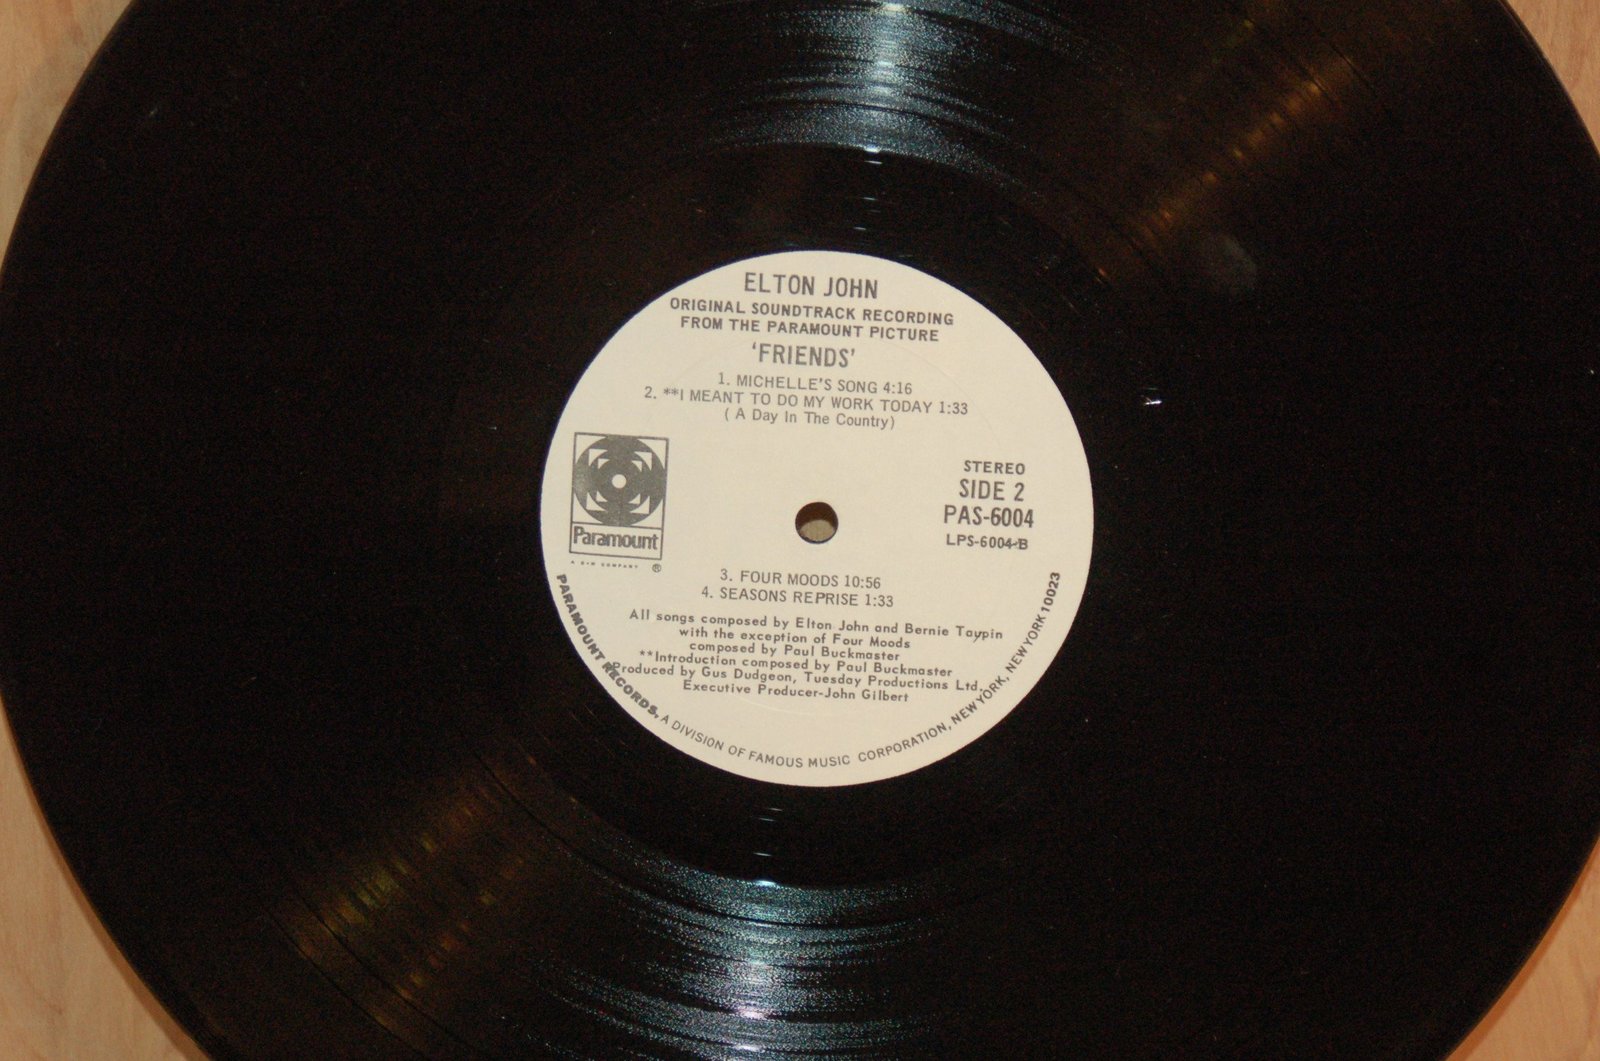 ELTON JOHN
ORIGINAL SOUNDTRACK RECORDING
FROM THE PARAMOUNT PICTURE
'FRIENDS'
1. MICHELLE'S SONG 4:16
2. **I MEANT TO DO MY WORK TODAY 1:33
( A Day In The Country)
Paramount
A G+W COMPANY ®
STEREO
SIDE 2
PAS-6004
LPS-6004-B
3. FOUR MOODS 10:56
4. SEASONS REPRISE 1:33
All songs composed by Elton John and Bernie Taypin
with the exception of Four Moods
composed by Paul Buckmaster
**Introduction composed by Paul Buckmaster
Produced by Gus Dudgeon, Tuesday Productions Ltd.
Executive Producer-John Gilbert
PARAMOUNT RECORDS, A DIVISION OF FAMOUS MUSIC CORPORATION, NEW YORK, NEW YORK 10023